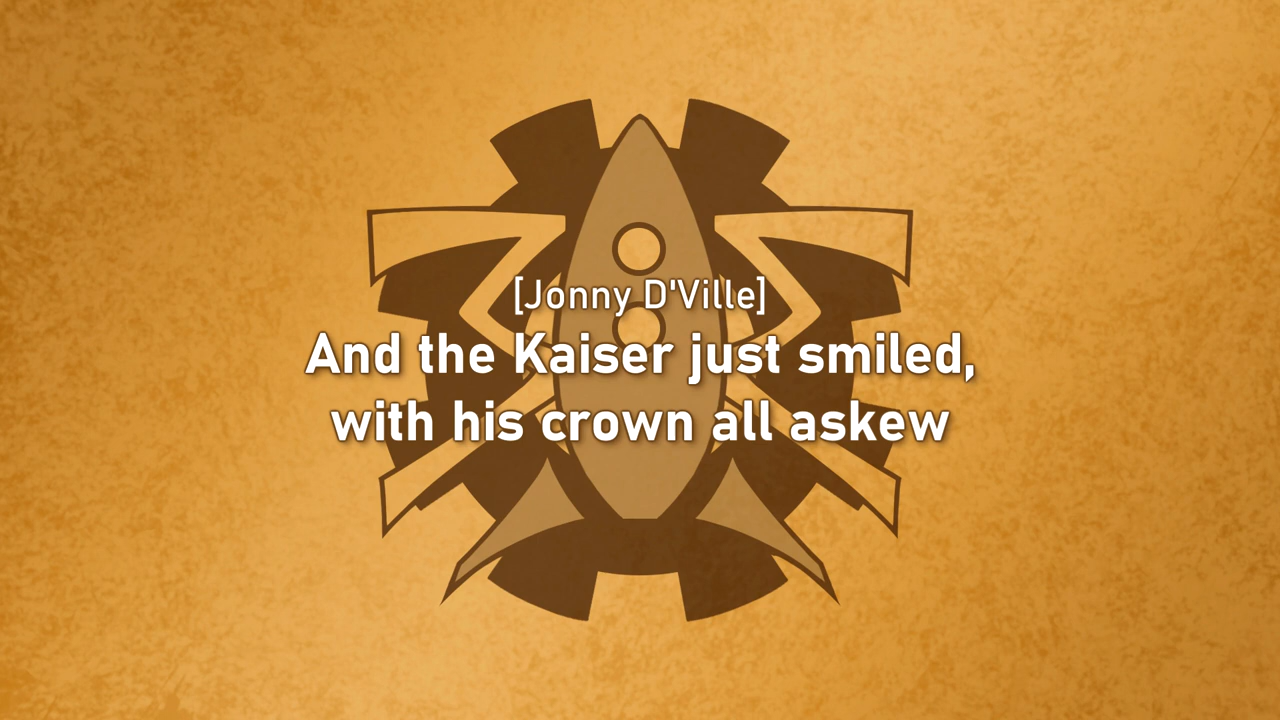 [Jonny D'Ville]
And the Kaiser just smiled,
with his crown all askew